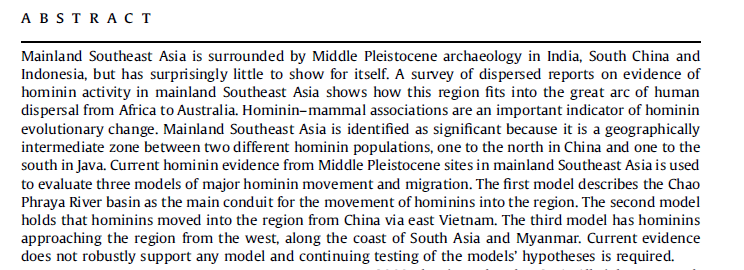 A B S T R A C T
Mainland Southeast Asia is surrounded by Middle Pleistocene archaeology in India, South China and
Indonesia, but has surprisingly little to show for itself. A survey of dispersed reports on evidence of
hominin activity in mainland Southeast Asia shows how this region fits into the great arc of human
dispersal from Africa to Australia. Hominin–mammal associations are an important indicator of hominin
evolutionary change. Mainland Southeast Asia is identified as significant because it is a geographically
intermediate zone between two different hominin populations, one to the north in China and one to the
south in Java. Current hominin evidence from Middle Pleistocene sites in mainland Southeast Asia is used
to evaluate three models of major hominin movement and migration. The first model describes the Chao
Phraya River basin as the main conduit for the movement of hominins into the region. The second model
holds that hominins moved into the region from China via east Vietnam. The third model has hominins
approaching the region from the west, along the coast of South Asia and Myanmar. Current evidence
does not robustly support any model and continuing testing of the models' hypotheses is required.